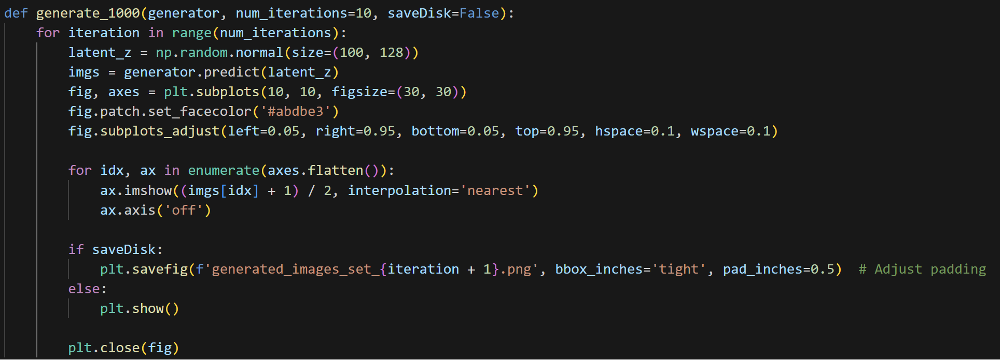 def generate_1000(generator, num_iterations=10, saveDisk=False):
    for iteration in range(num_iterations):
        latent_z = np.random.normal(size=(100, 128))
        imgs = generator.predict(latent_z)
        fig, axes = plt.subplots(10, 10, figsize=(30, 30))
        fig.patch.set_facecolor('#abdbe3')
        fig.subplots_adjust(left=0.05, right=0.95, bottom=0.05, top=0.95, hspace=0.1, wspace=0.1)

        for idx, ax in enumerate(axes.flatten()):
            ax.imshow((imgs[idx] + 1) / 2, interpolation='nearest')
            ax.axis('off')

        if saveDisk:
            plt.savefig(f'generated_images_set_{iteration + 1}.png', bbox_inches='tight', pad_inches=0.5)  # Adjust padding
        else:
            plt.show()

        plt.close(fig)